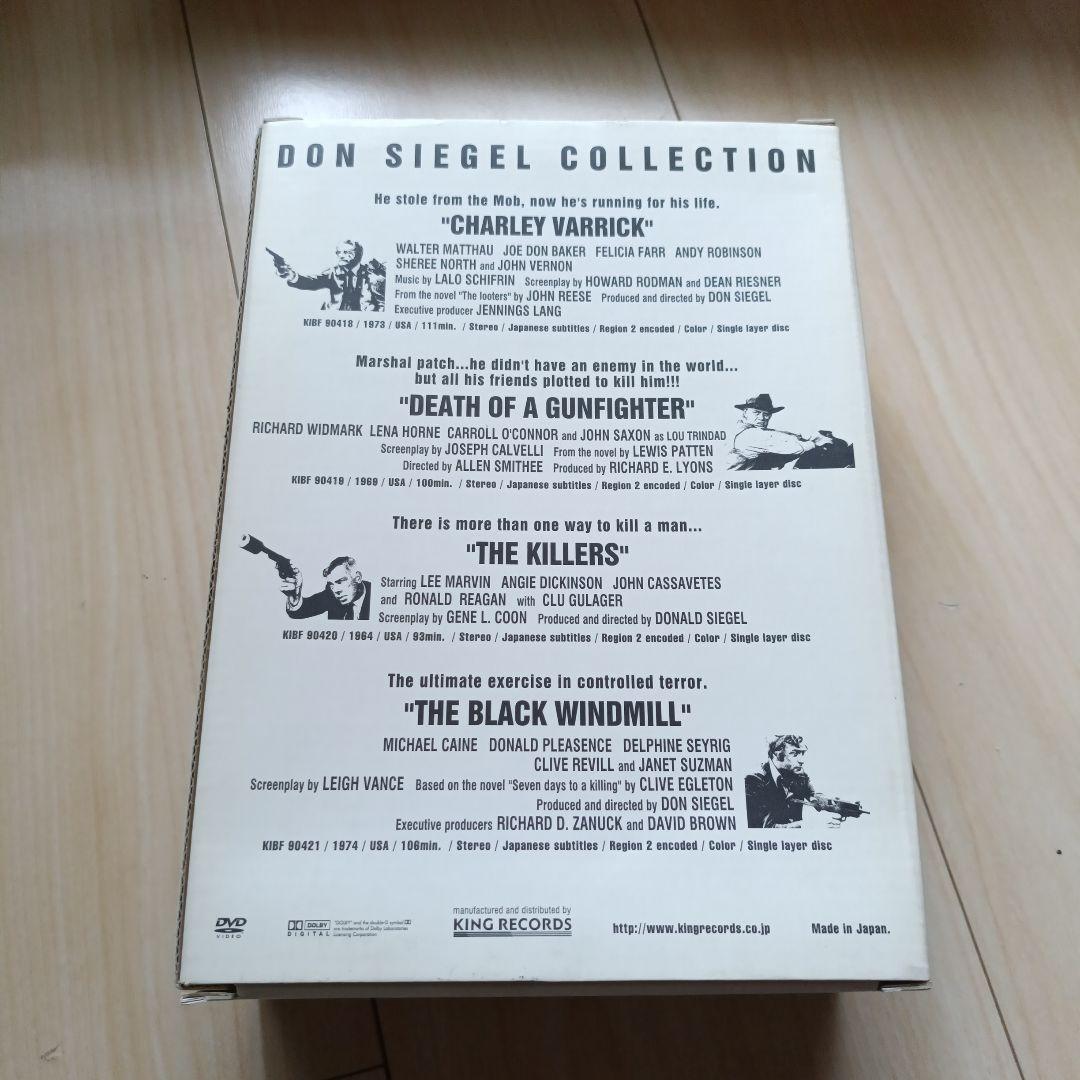 DON SIEGEL COLLECTION
He stole from the Mob, now he's running for his life.
"CHARLEY VARRICK"
WALTER MATTHAU JOE DON BAKER FELICIA FARR ANDY ROBINSON
SHEREE NORTH and JOHN VERNON
Music by LALO SCHIFRIN Screenplay by HOWARD RODMAN and DEAN RIESNER
From the novel "The looters" by JOHN REESE Produced and directed by DON SIEGEL
Executive producer JENNINGS LANG
KIBF 90418 / 1973 / USA / 111min. / Stereo / Japanese subtitles / Region 2 encoded / Color / Single layer disc
Marshal patch...he didn't have an enemy in the world...
but all his friends plotted to kill him!!!
"DEATH OF A GUNFIGHTER"
RICHARD WIDMARK LENA HORNE CARROLL O'CONNOR and JOHN SAXON as LOU TRINDAD
Screenplay by JOSEPH CALVELLI From the novel by LEWIS PATTEN
Directed by ALLEN SMITHEE Produced by RICHARD E. LYONS
KIBF 90419 / 1969 / USA / 100min. / Stereo / Japanese subtitles / Region 2 encoded / Color / Single layer disc
There is more than one way to kill a man...
"THE KILLERS"
Starring LEE MARVIN ANGIE DICKINSON JOHN CASSAVETES
and RONALD REAGAN with CLU GULAGER
Screenplay by GENE L. COON Produced and directed by DONALD SIEGEL
KIBF 90420 / 1964 / USA / 93min. / Stereo / Japanese subtitles / Region 2 encoded / Color / Single layer disc
The ultimate exercise in controlled terror.
"THE BLACK WINDMILL"
MICHAEL CAINE DONALD PLEASENCE DELPHINE SEYRIG
CLIVE REVILL and JANET SUZMAN
Screenplay by LEIGH VANCE Based on the novel "Seven days to a killing" by CLIVE EGLETON
Produced and directed by DON SIEGEL
Executive producers RICHARD D. ZANUCK and DAVID BROWN
KIBF 90421 / 1974 / USA / 106min. / Stereo / Japanese subtitles / Region 2 encoded / Color / Single layer disc
DVD
VIDEO
DOLBY
DIGITAL
"DOLBY" and the double-D symbol
are trademarks of Dolby Laboratories
Licensing Corporation
manufactured and distributed by
KING RECORDS
http://www.kingrecords.co.jp
Made in Japan.